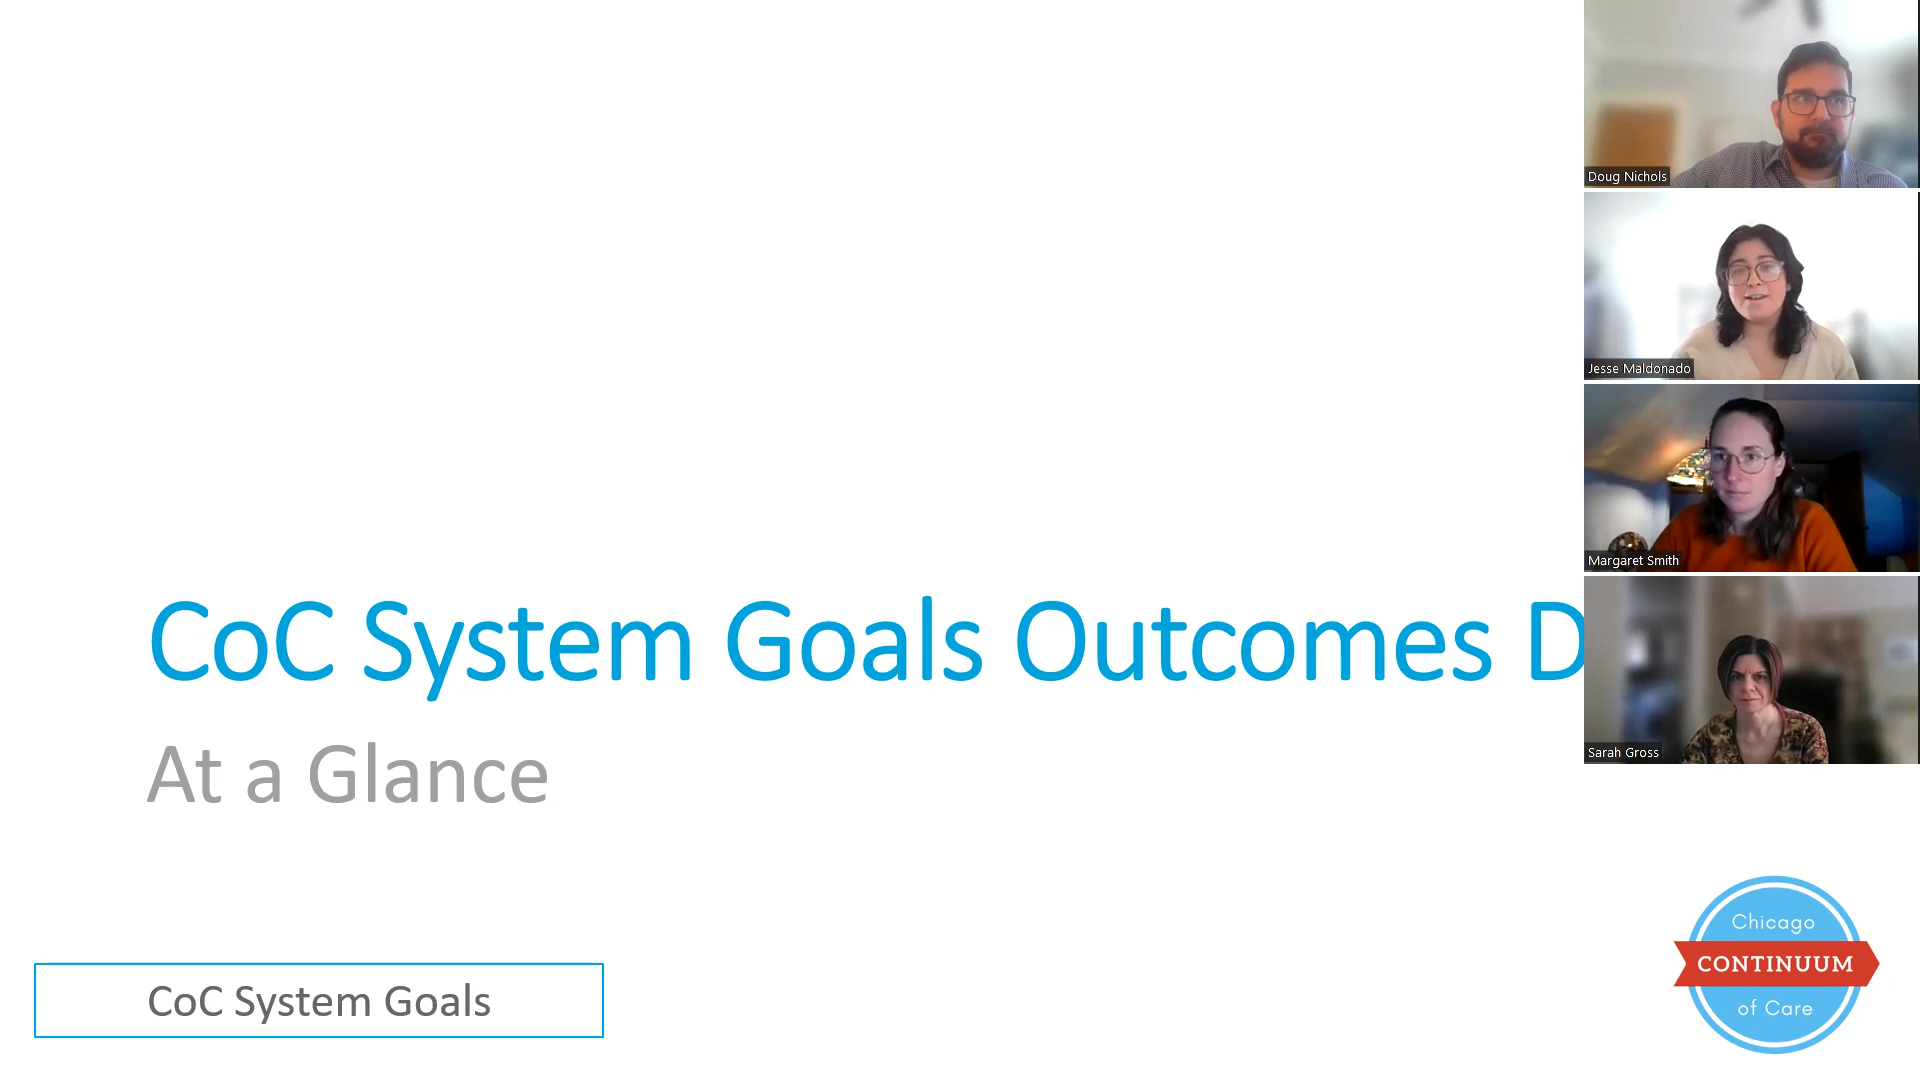 CoC System Goals Outcomes D
At a Glance
CoC System Goals
Doug Nichols
Jesse Maldonado
Margaret Smith
Sarah Gross
Chicago
CONTINUUM
of Care